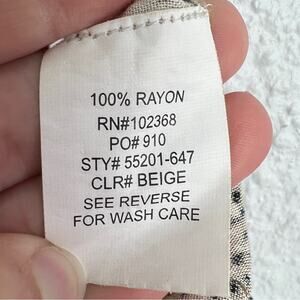 100% RAYON
RN#102368
PO# 910
STY# 55201-647
CLR# BEIGE
SEE REVERSE
FOR WASH CARE